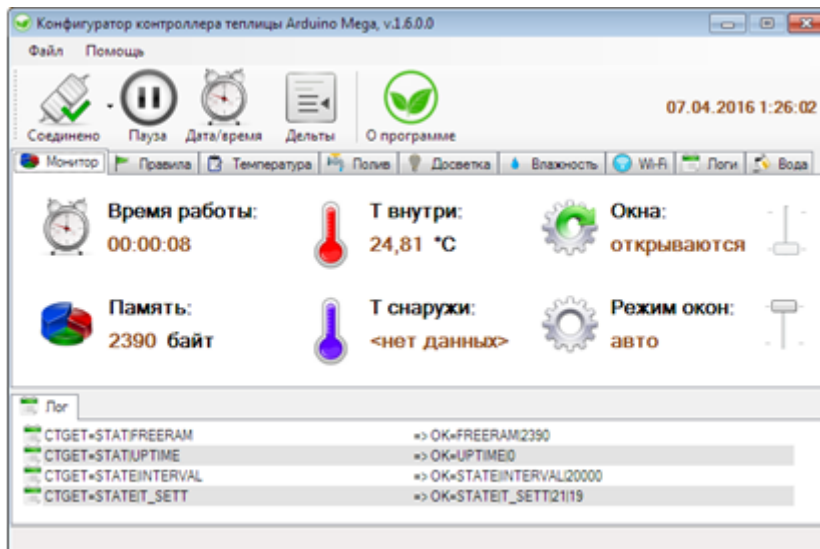 Конфигуратор контроллера теплицы Arduino Mega, v.1.6.0.0
Файл Помощь
Соединено Пауза Дата/время Дельты О программе 07.04.2016 1:26:02
Монитор Правила Температура Полив Досветка Влажность Wi-Fi Логи Вода
Время работы: Т внутри: Окна:
00:00:08 24,81 °C открываются
Память: Т снаружи: Режим окон:
2390 байт <нет данных> авто
Лог
CTGET=STAT|FREERAM => OK=FREERAM|2390
CTGET=STAT|UPTIME => OK=UPTIME|0
CTGET=STATE|INTERVAL => OK=STATE|INTERVAL|20000
CTGET=STATE|T_SETT => OK=STATE|T_SETT|21|19